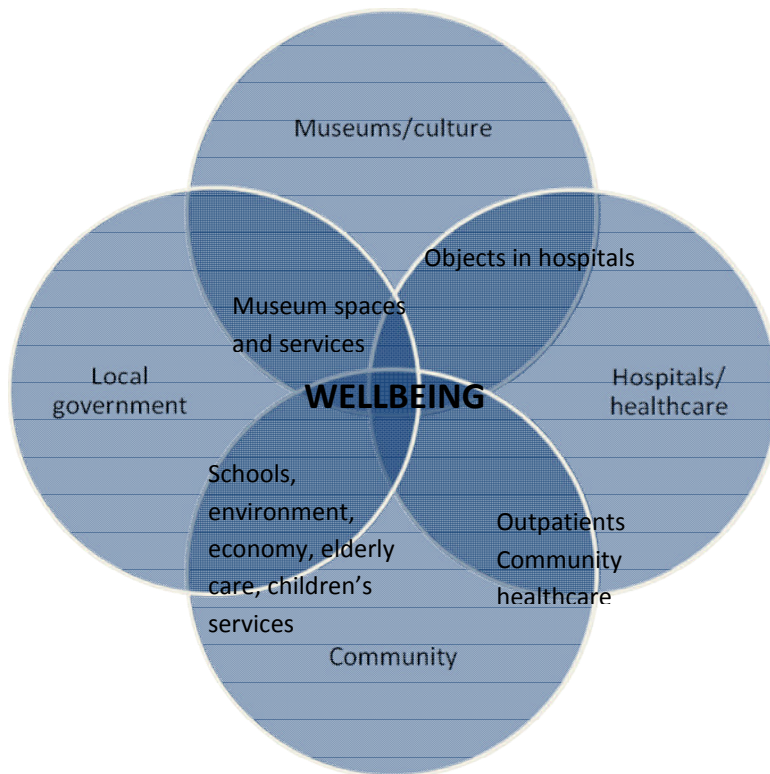 Museums/culture
Objects in hospitals
Museum spaces
and services
Local
government
WELLBEING
Hospitals/
healthcare
Schools,
environment,
economy, elderly
care, children’s
services
Outpatients
Community
healthcare
Community